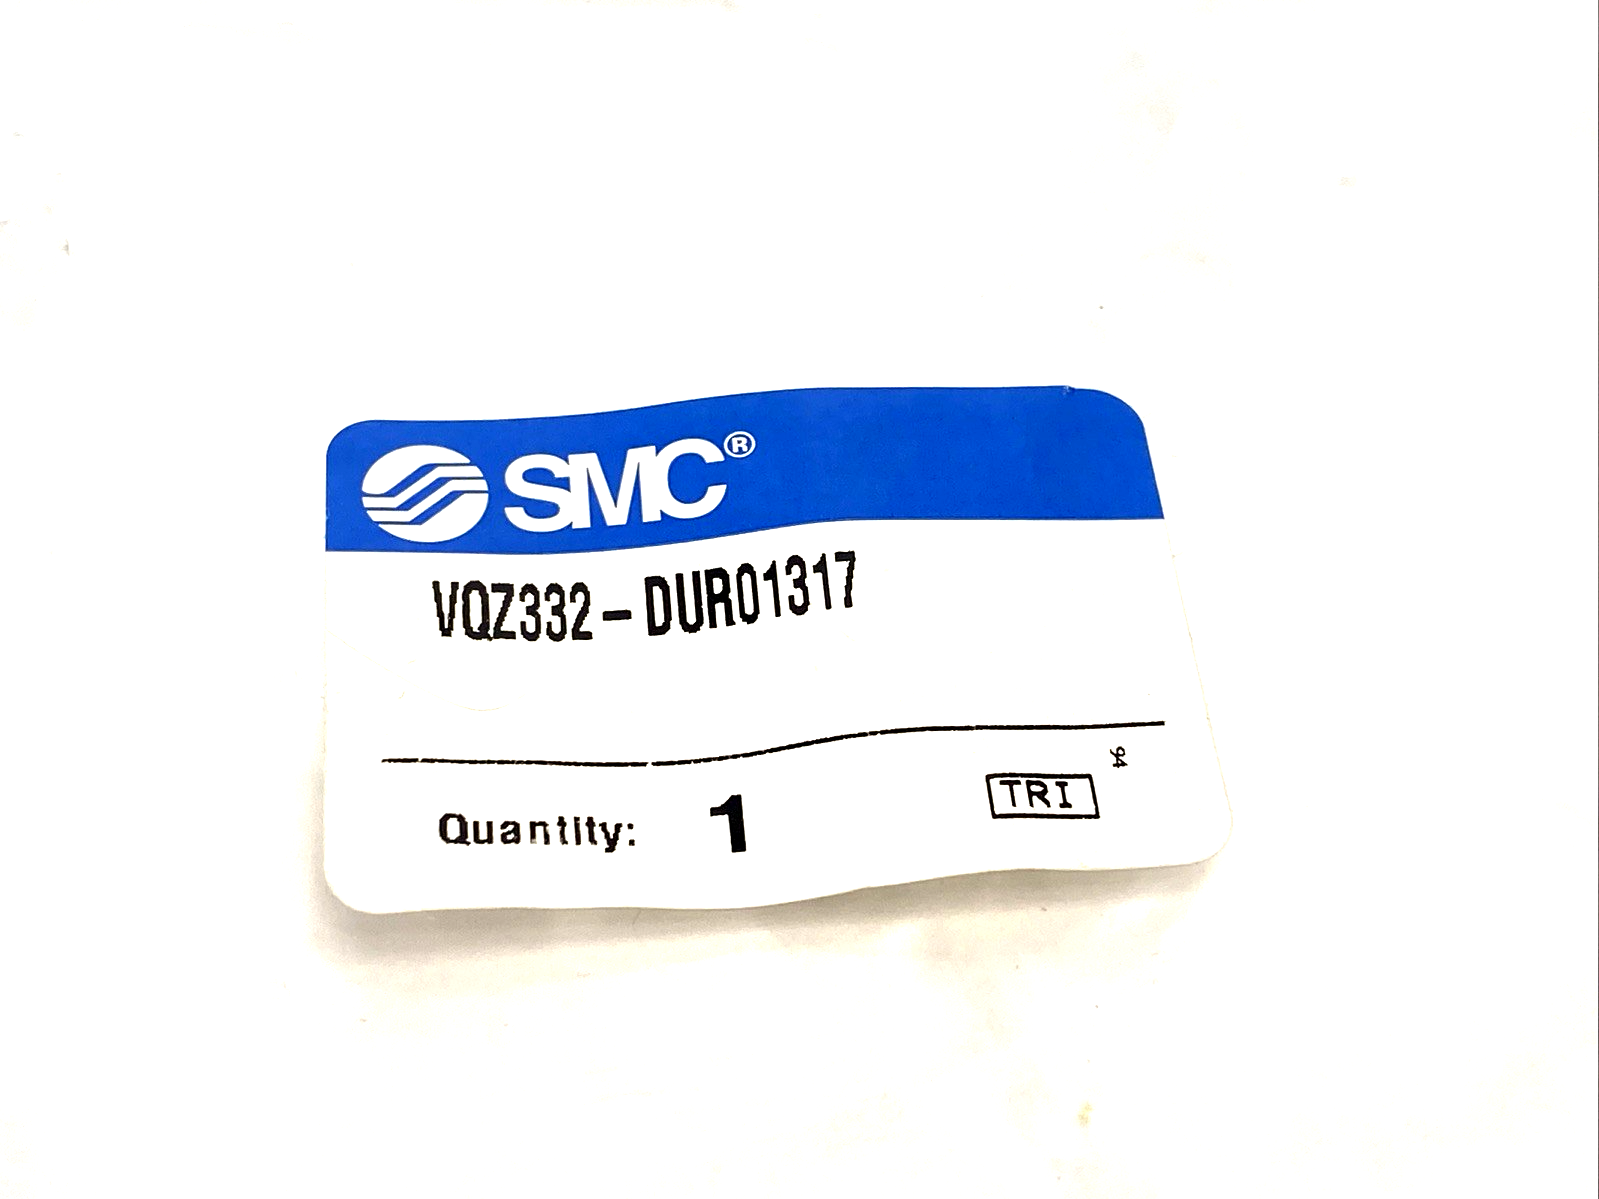 SMC®
VQZ332-DUR01317
Quantity: 1
TRI